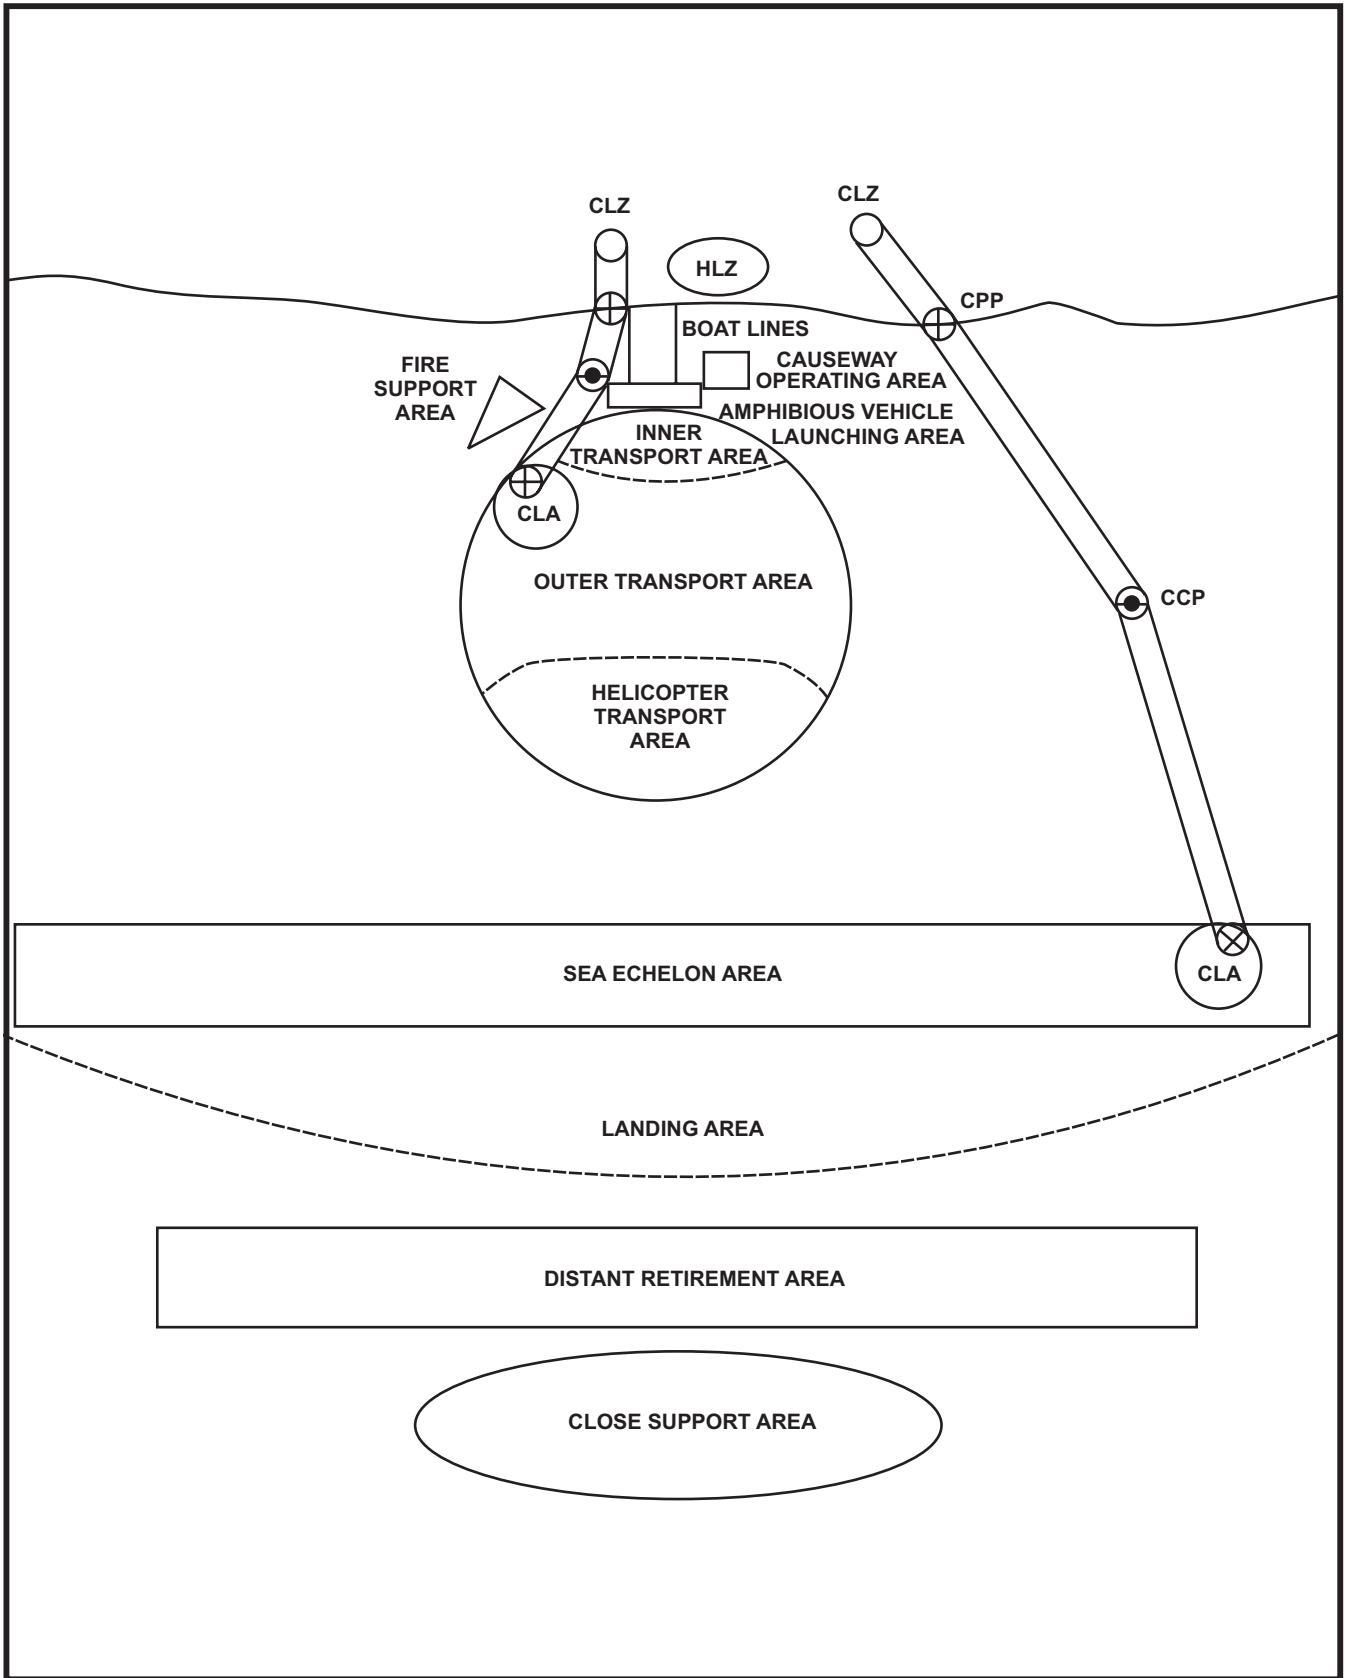 CLZ
CLZ
HLZ
CPP
BOAT LINES
FIRE
SUPPORT
AREA
CAUSEWAY
OPERATING AREA
AMPHIBIOUS VEHICLE
LAUNCHING AREA
INNER
TRANSPORT AREA
CLA
OUTER TRANSPORT AREA
CCP
HELICOPTER
TRANSPORT
AREA
SEA ECHELON AREA
CLA
LANDING AREA
DISTANT RETIREMENT AREA
CLOSE SUPPORT AREA